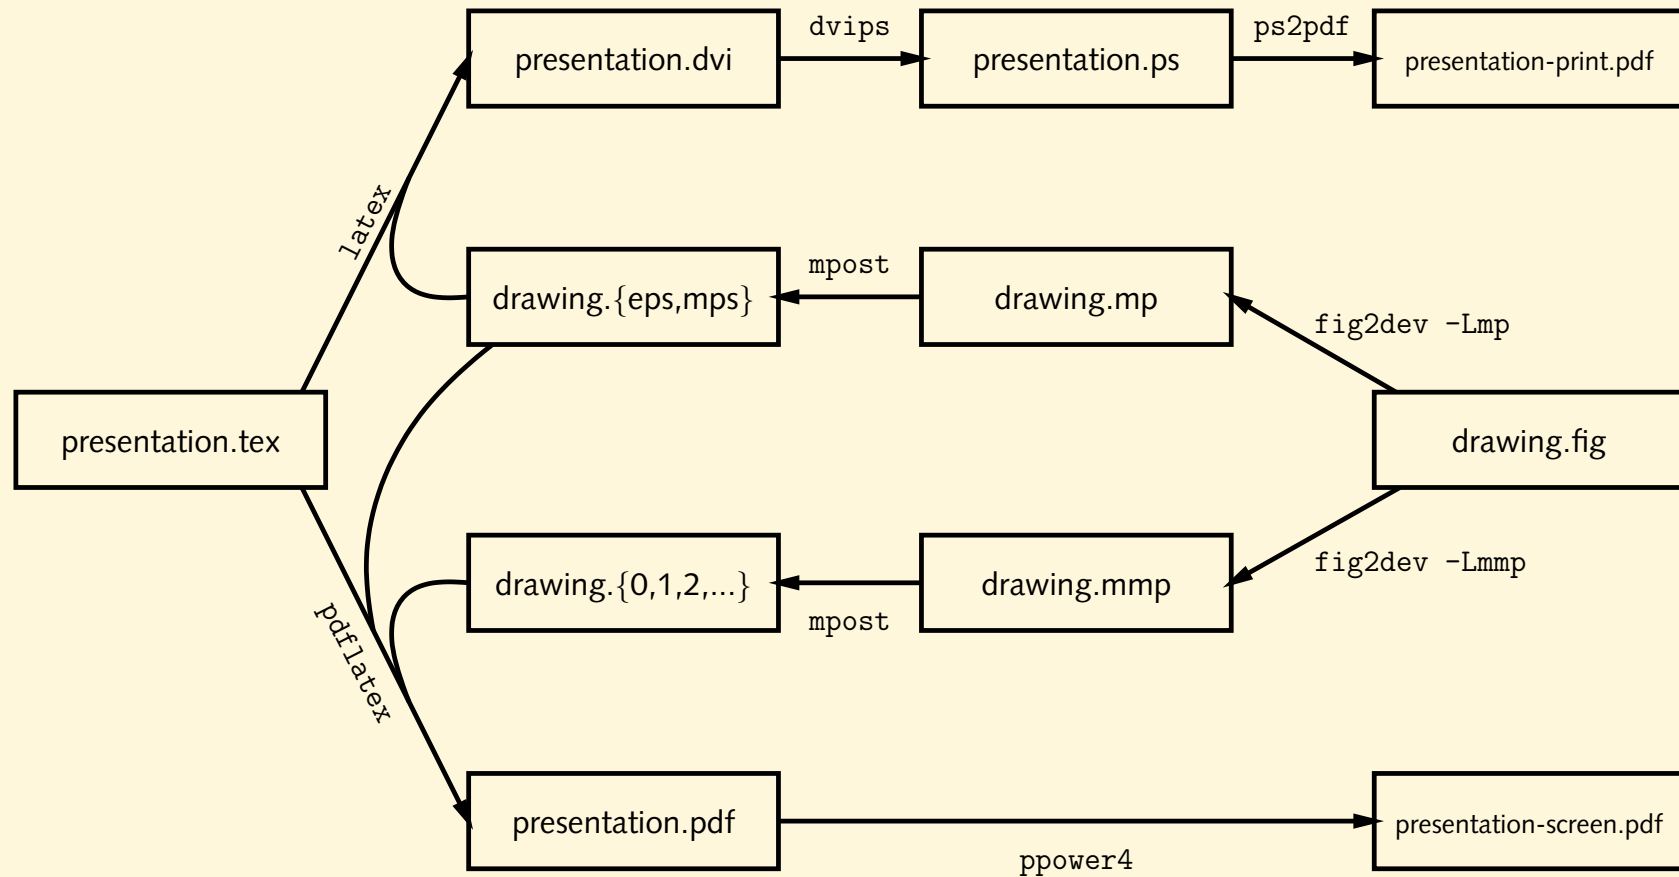 dvips
ps2pdf
presentation.dvi
presentation.ps
presentation-print.pdf
latex
mpost
drawing.{eps,mps}
drawing.mp
fig2dev -Lmp
presentation.tex
drawing.fig
fig2dev -Lmmp
drawing.{0,1,2,...}
drawing.mmp
mpost
pdflatex
presentation.pdf
presentation-screen.pdf
ppower4